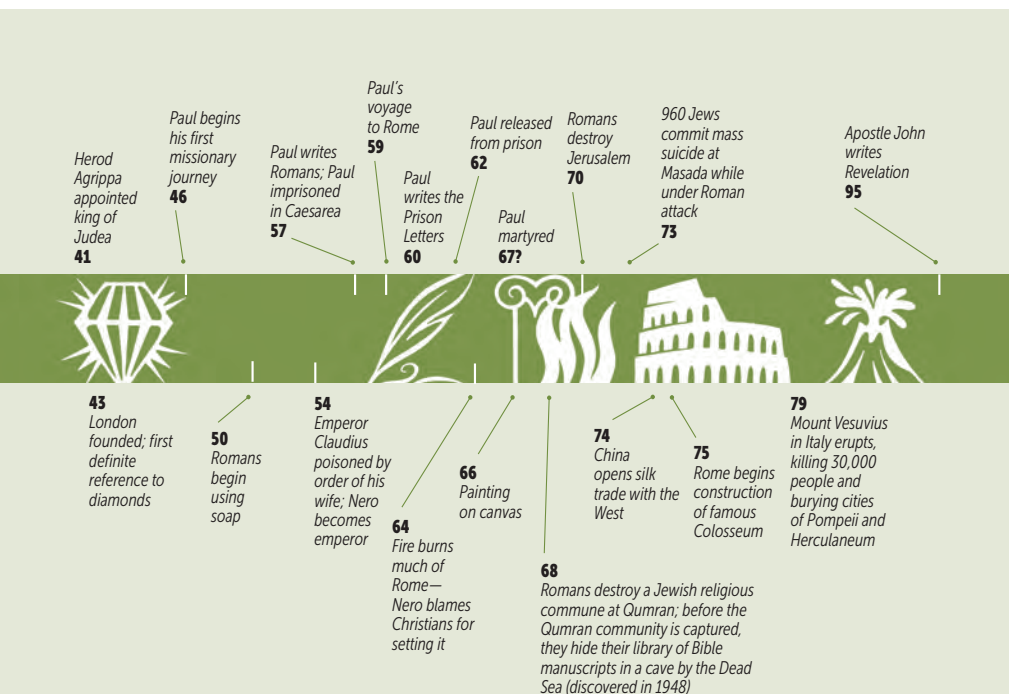 Herod
Agrippa
appointed
king of
Judea
41
Paul begins
his first
missionary
journey
46
Paul writes
Romans; Paul
imprisoned
in Caesarea
57
Paul's
voyage
to Rome
59
Paul
writes the
Prison
Letters
60
Paul released
from prison
62
Paul
martyred
67?
Romans
destroy
Jerusalem
70
960 Jews
commit mass
suicide at
Masada while
under Roman
attack
73
Apostle John
writes
Revelation
95
43
London
founded; first
definite
reference to
diamonds
50
Romans
begin
using
soap
54
Emperor
Claudius
poisoned by
order of his
wife; Nero
becomes
emperor
64
Fire burns
much of
Rome—
Nero blames
Christians for
setting it
66
Painting
on canvas
68
Romans destroy a Jewish religious
commune at Qumran; before the
Qumran community is captured,
they hide their library of Bible
manuscripts in a cave by the Dead
Sea (discovered in 1948)
74
China
opens silk
trade with the
West
75
Rome begins
construction
of famous
Colosseum
79
Mount Vesuvius
in Italy erupts,
killing 30,000
people and
burying cities
of Pompeii and
Herculaneum